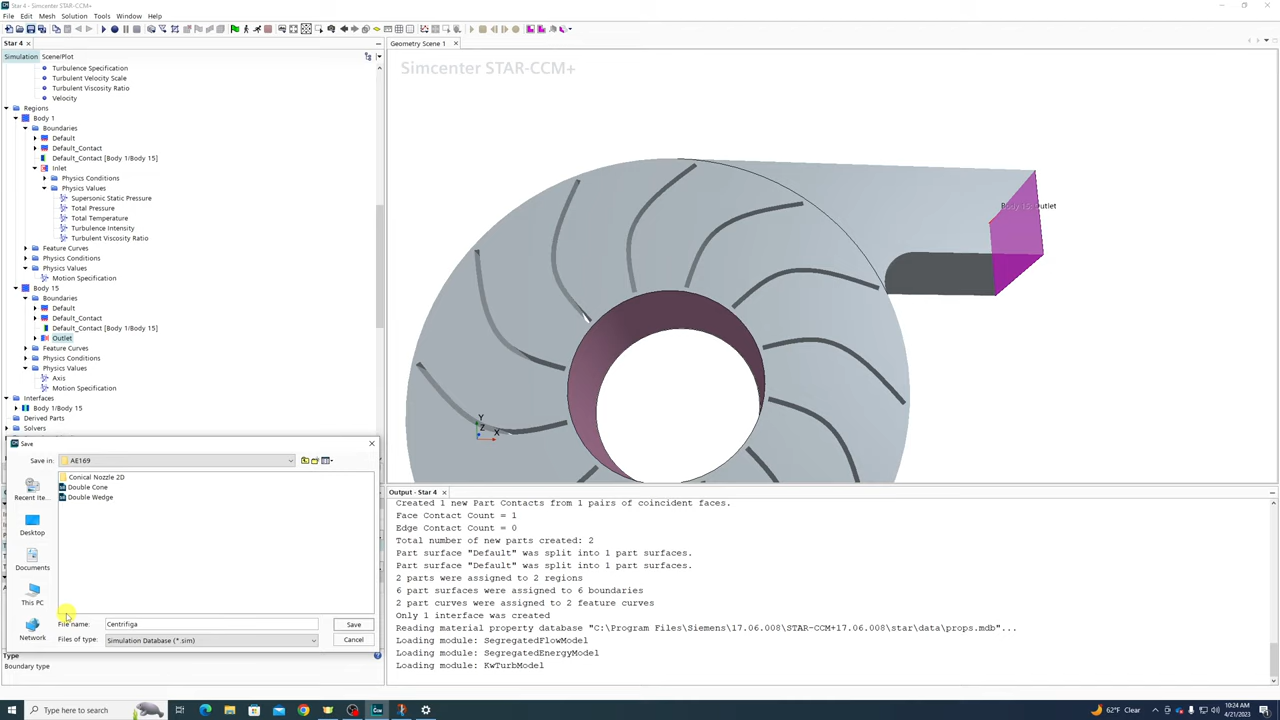 Star 4 - Simcenter STAR-CCM+
File Edit Mesh Solution Tools Window Help
Star 4
Simulation Scene/Plot
Turbulence Specification
Turbulent Velocity Scale
Turbulent Viscosity Ratio
Velocity
Regions
Body 1
Boundaries
Default
Default_Contact
Default_Contact [Body 1/Body 15]
Inlet
Physics Conditions
Physics Values
Supersonic Static Pressure
Total Pressure
Total Temperature
Turbulence Intensity
Turbulent Viscosity Ratio
Feature Curves
Physics Conditions
Physics Values
Motion Specification
Body 15
Boundaries
Default
Default_Contact
Default_Contact [Body 1/Body 15]
Outlet
Feature Curves
Physics Conditions
Physics Values
Axis
Motion Specification
Interfaces
Body 1/Body 15
Derived Parts
Solvers
Save
Save in: AE169
Conical Nozzle 2D
Double Cone
Double Wedge
Recent Ite...
Desktop
Documents
This PC
Network
File name: Centrifiga
Save
Files of type: Simulation Database (*.sim)
Cancel
Type
Boundary type
Geometry Scene 1
Simcenter STAR-CCM+
Y
Z
X
Output - Star 4
Created 1 new Part Contacts from 1 pairs of coincident faces.
Face Contact Count = 1
Edge Contact Count = 0
Total number of new parts created: 2
Part surface "Default" was split into 1 part surfaces.
Part surface "Default" was split into 1 part surfaces.
2 parts were assigned to 2 regions
6 part surfaces were assigned to 6 boundaries
2 part curves were assigned to 2 feature curves
Only 1 interface was created
Reading material property database "C:\Program Files\Siemens\17.06.008\STAR-CCM+17.06.008\star\data\props.mdb"...
Loading module: SegregatedFlowModel
Loading module: SegregatedEnergyModel
Loading module: KwTurbModel
Type here to search
62°F Clear
10:24 AM
4/21/2023